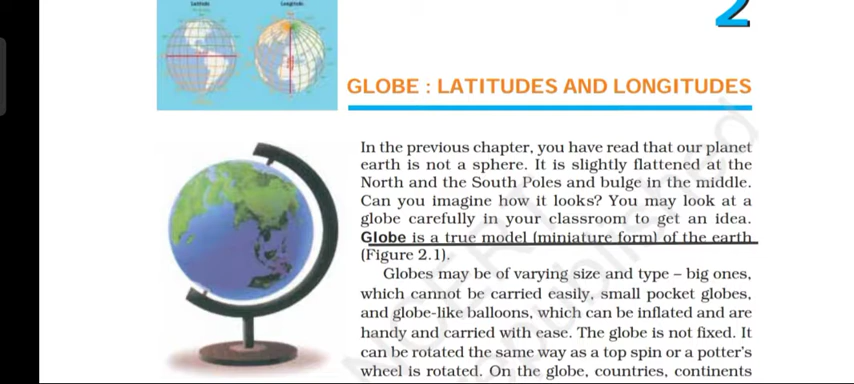 Latitude
Longitude
2
GLOBE : LATITUDES AND LONGITUDES
In the previous chapter, you have read that our planet
earth is not a sphere. It is slightly flattened at the
North and the South Poles and bulge in the middle.
Can you imagine how it looks? You may look at a
globe carefully in your classroom to get an idea.
Globe is a true model (miniature form) of the earth
(Figure 2.1).
Globes may be of varying size and type – big ones,
which cannot be carried easily, small pocket globes,
and globe-like balloons, which can be inflated and are
handy and carried with ease. The globe is not fixed. It
can be rotated the same way as a top spin or a potter's
wheel is rotated. On the globe, countries, continents